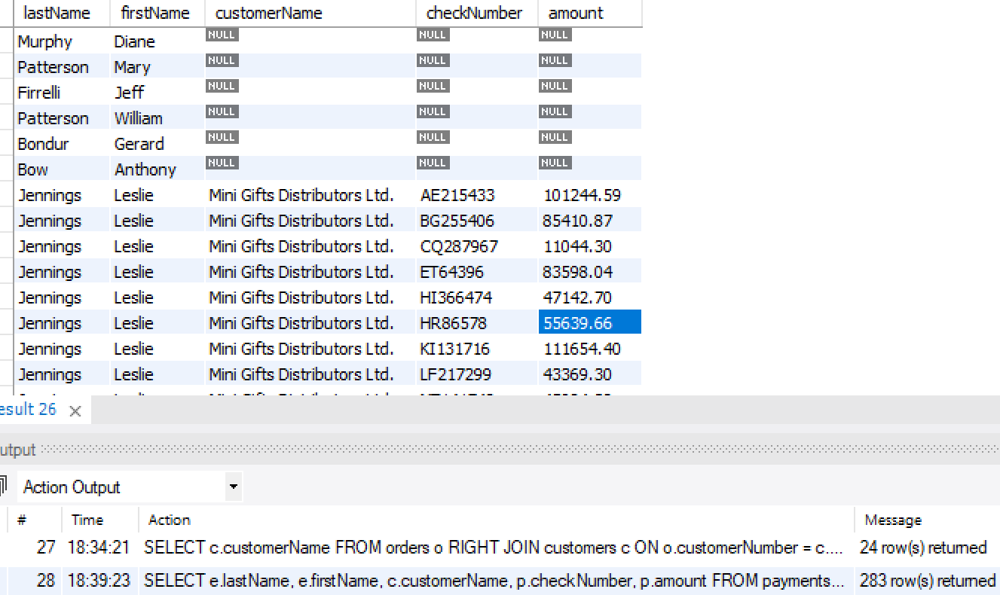 lastName firstName customerName checkNumber amount
Murphy Diane NULL NULL NULL
Patterson Mary NULL NULL NULL
Firrelli Jeff NULL NULL NULL
Patterson William NULL NULL NULL
Bondur Gerard NULL NULL NULL
Bow Anthony NULL NULL NULL
Jennings Leslie Mini Gifts Distributors Ltd. AE215433 101244.59
Jennings Leslie Mini Gifts Distributors Ltd. BG255406 85410.87
Jennings Leslie Mini Gifts Distributors Ltd. CQ287967 11044.30
Jennings Leslie Mini Gifts Distributors Ltd. ET64396 83598.04
Jennings Leslie Mini Gifts Distributors Ltd. HI366474 47142.70
Jennings Leslie Mini Gifts Distributors Ltd. HR86578 55639.66
Jennings Leslie Mini Gifts Distributors Ltd. KI131716 111654.40
Jennings Leslie Mini Gifts Distributors Ltd. LF217299 43369.30
esult 26
utput
Action Output
# Time Action Message
27 18:34:21 SELECT c.customerName FROM orders o RIGHT JOIN customers c ON o.customerNumber = c.... 24 row(s) returned
28 18:39:23 SELECT e.lastName, e.firstName, c.customerName, p.checkNumber, p.amount FROM payments... 283 row(s) returned